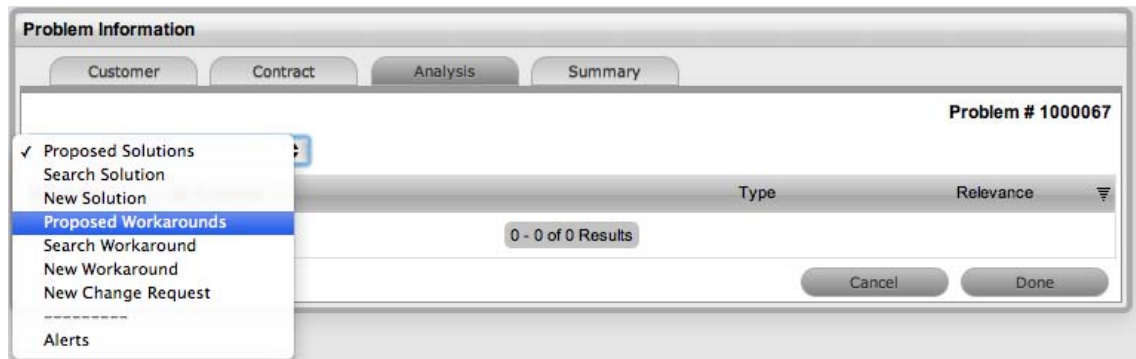 Problem Information
Customer Contract Analysis Summary
Problem # 1000067
✓ Proposed Solutions
Search Solution
New Solution
Type Relevance
Proposed Workarounds
0 - 0 of 0 Results
Search Workaround
New Workaround
Cancel Done
New Change Request
---------
Alerts